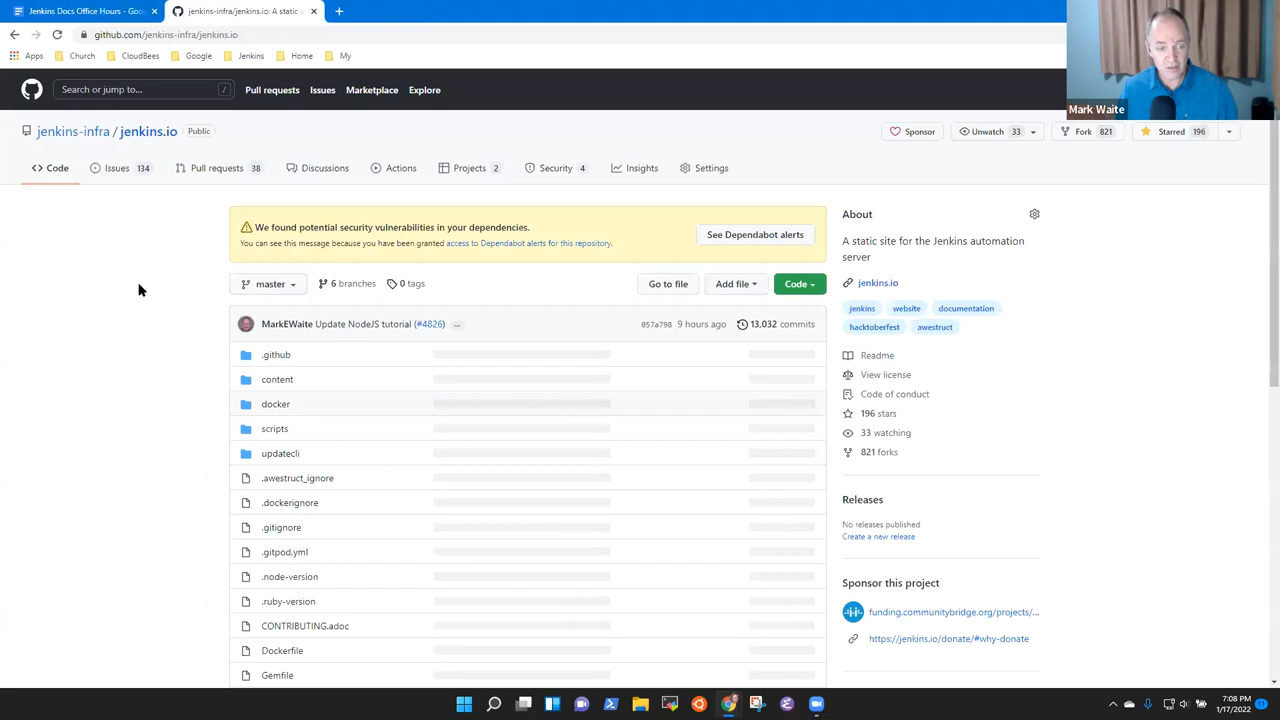 Jenkins Docs Office Hours - Goo
jenkins-infra/jenkins.io: A static s
github.com/jenkins-infra/jenkins.io
Apps Church CloudBees Google Jenkins Home My
Mark Waite
Search or jump to... / Pull requests Issues Marketplace Explore
jenkins-infra / jenkins.io Public
Sponsor Unwatch 33 Fork 821 Starred 196
Code Issues 134 Pull requests 38 Discussions Actions Projects 2 Security 4 Insights Settings
We found potential security vulnerabilities in your dependencies.
You can see this message because you have been granted access to Dependabot alerts for this repository.
See Dependabot alerts
master 6 branches 0 tags Go to file Add file Code
MarkEWaite Update NodeJS tutorial (#4826) ... 057a798 9 hours ago 13,032 commits
.github
content
docker
scripts
updatecli
.awestruct_ignore
.dockerignore
.gitignore
.gitpod.yml
.node-version
.ruby-version
CONTRIBUTING.adoc
Dockerfile
Gemfile
About
A static site for the Jenkins automation
server
jenkins.io
jenkins website documentation
hacktoberfest awestruct
Readme
View license
Code of conduct
196 stars
33 watching
821 forks
Releases
No releases published
Create a new release
Sponsor this project
funding.communitybridge.org/projects/...
https://jenkins.io/donate/#why-donate
7:08 PM
1/17/2022